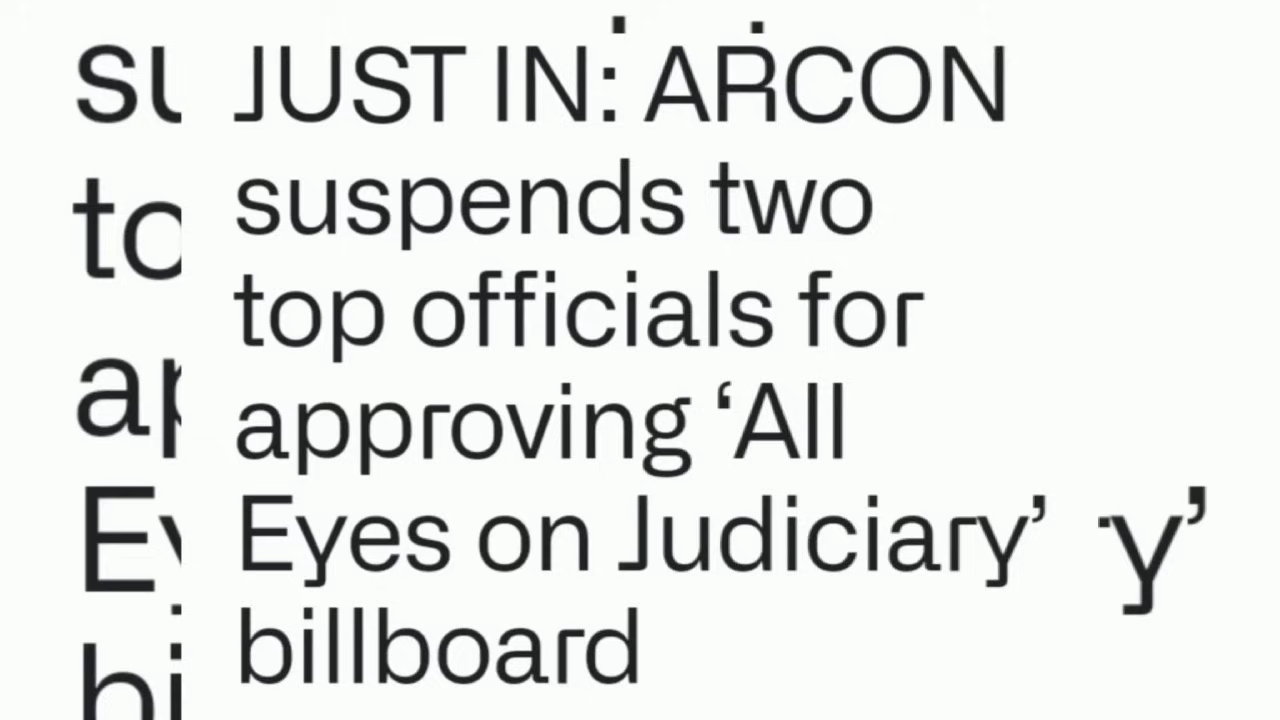 JUST IN: ARCON
suspends two
top officials for
approving ‘All
Eyes on Judiciary’
billboard